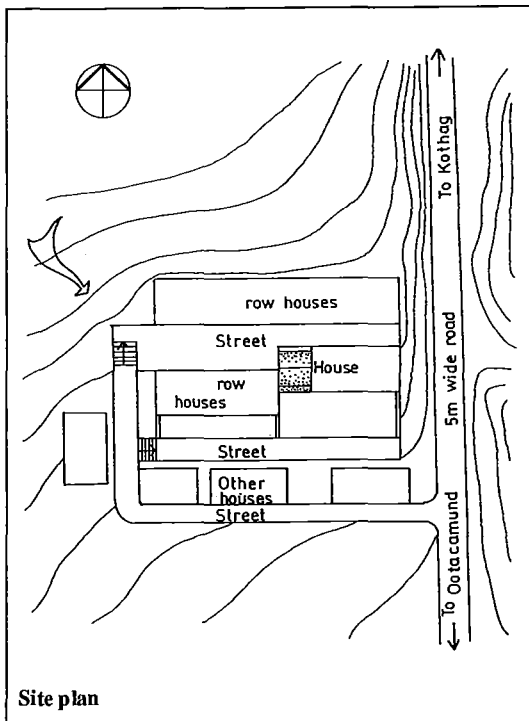 To Kothag
row houses
Street
House
row
houses
5m wide road
Street
Other
houses
Street
To
Ootacamund
Site plan